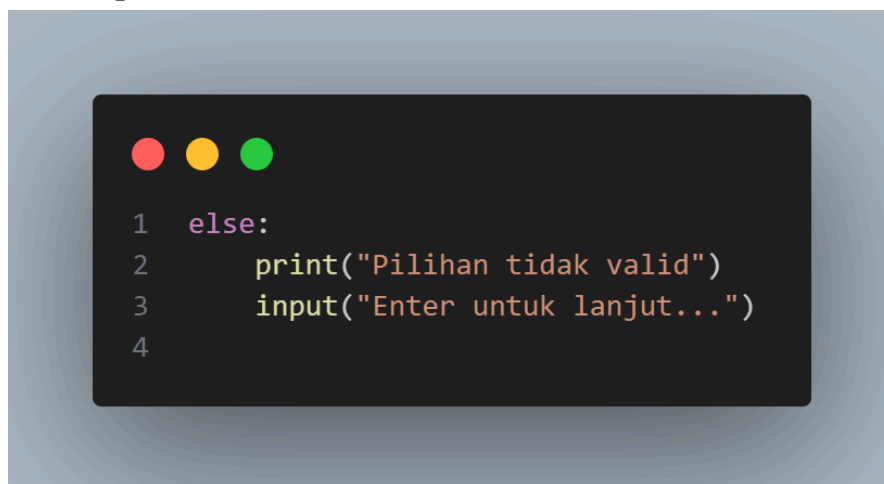 1 else:
2     print("Pilihan tidak valid")
3     input("Enter untuk lanjut...")
4